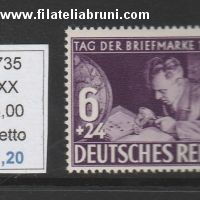 www.filateliabruni.com
735
XX
,00
etto
,20
TAG DER BRIEFMARKE
6
+24
DEUTSCHES REI